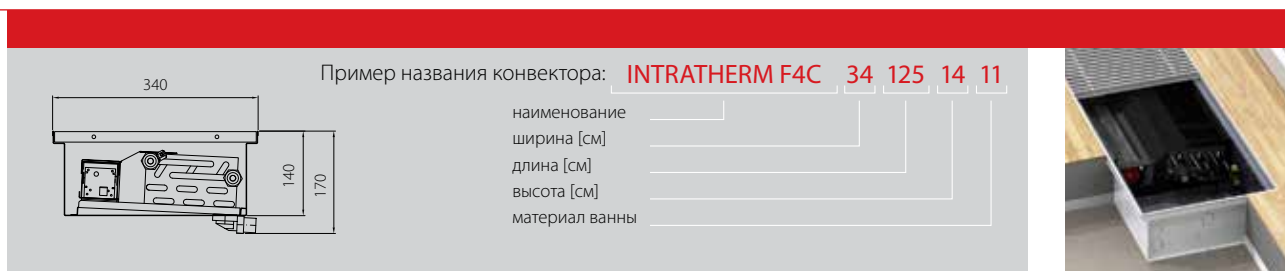 Пример названия конвектора: INTRATHERM F4C 34 125 14 11
наименование
ширина [см]
длина [см]
высота [см]
материал ванны
340
140
170